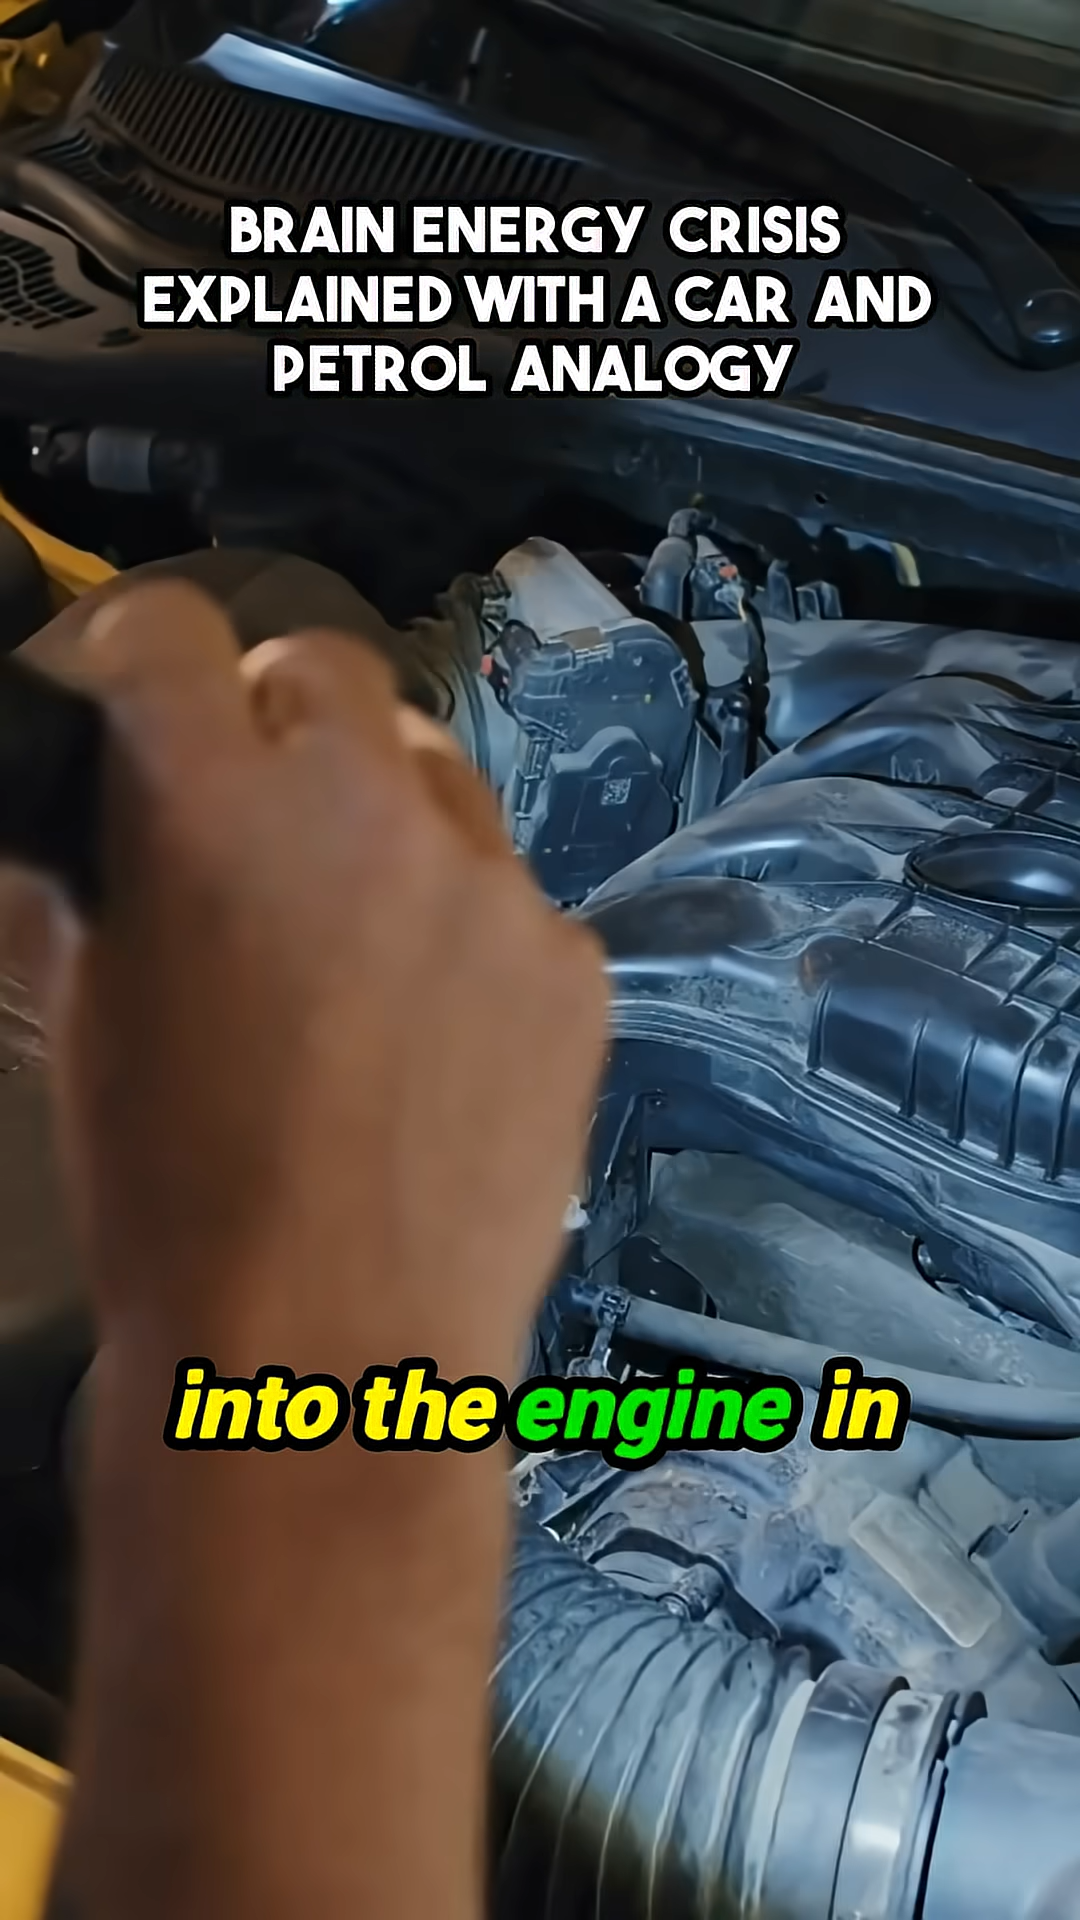 BRAIN ENERGY CRISIS
EXPLAINED WITH A CAR AND
PETROL ANALOGY
into the engine in